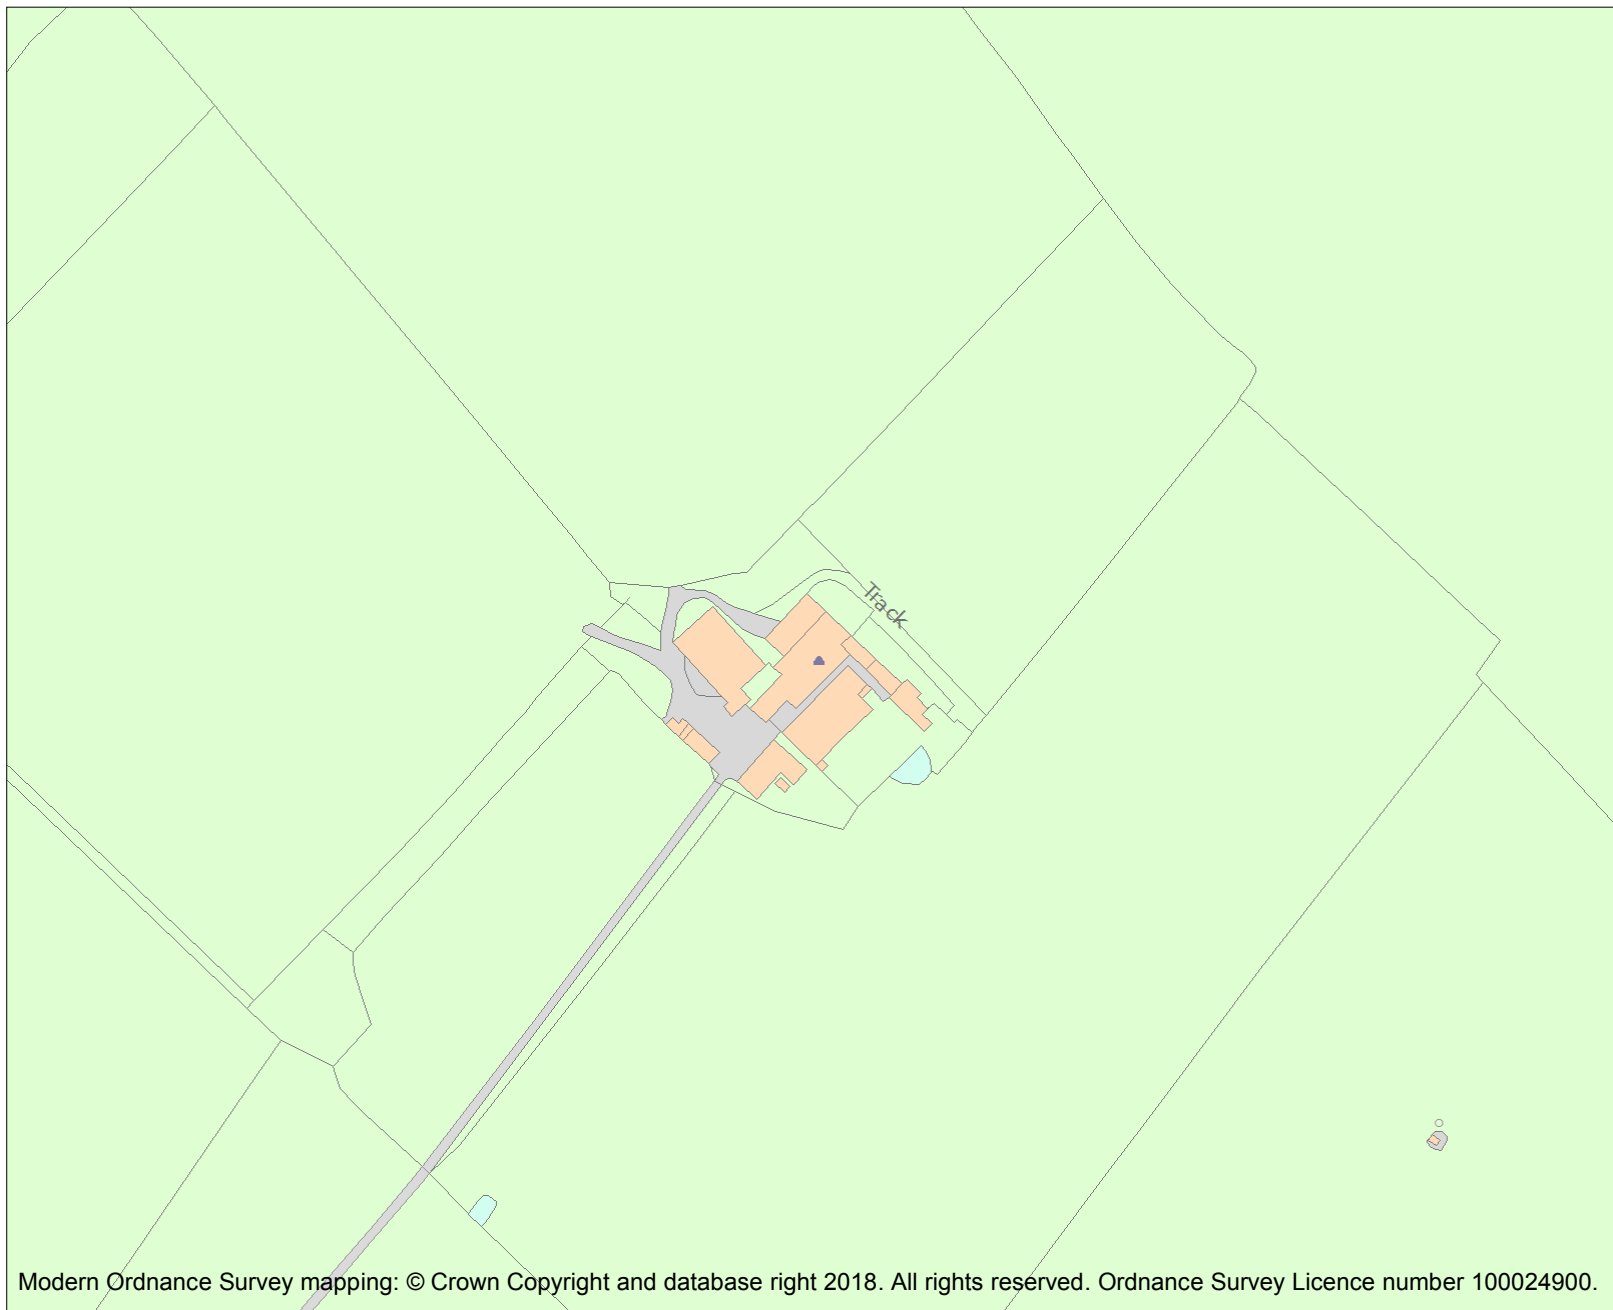 Track
Modern Ordnance Survey mapping: © Crown Copyright and database right 2018. All rights reserved. Ordnance Survey Licence number 100024900.